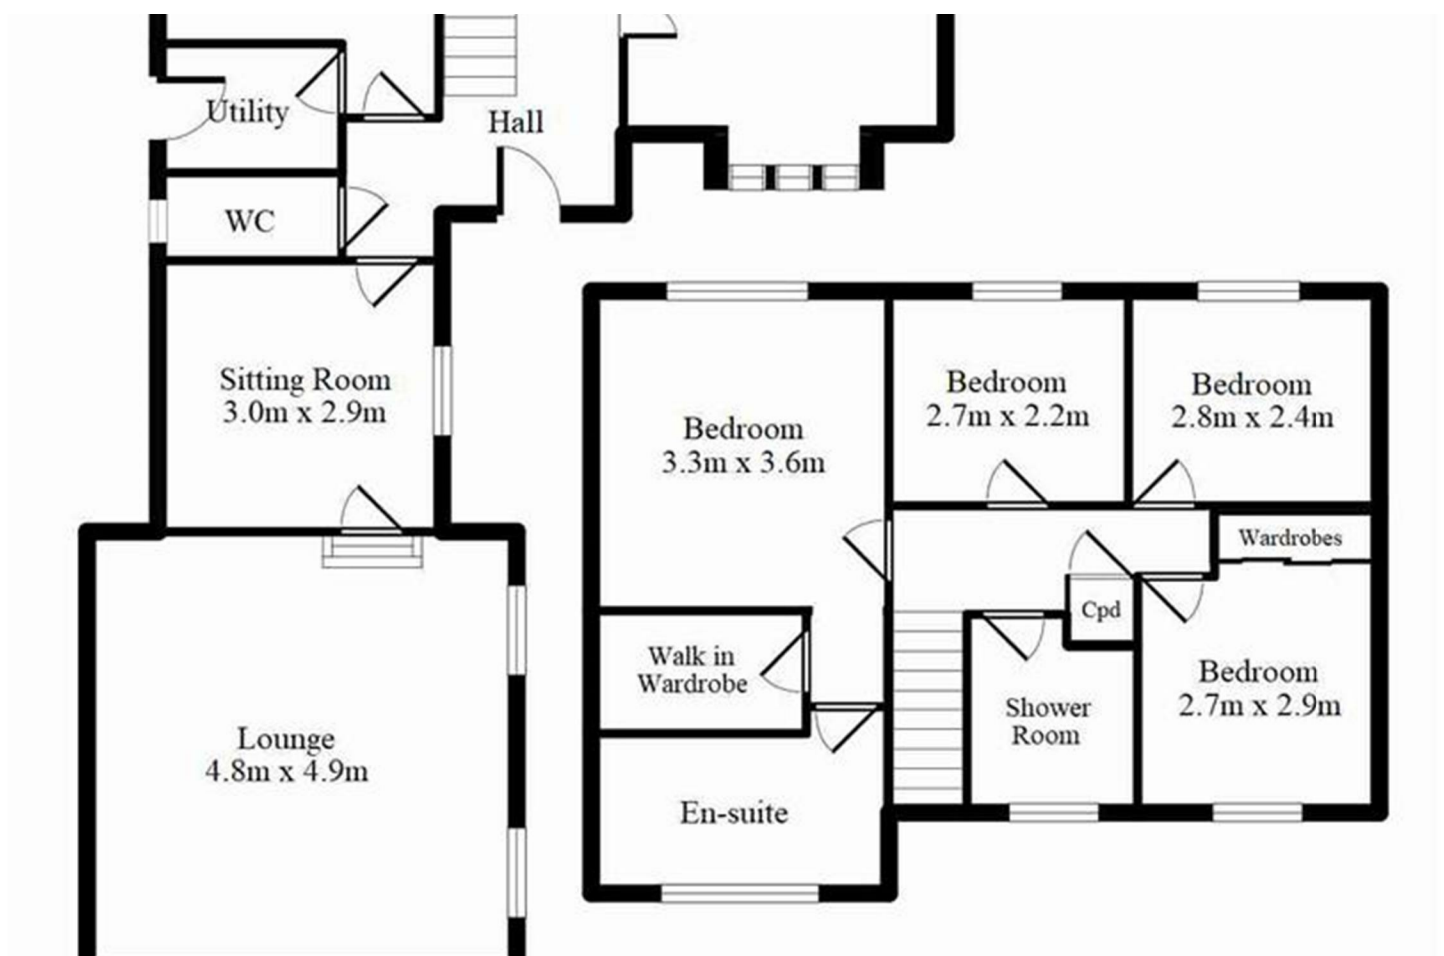 Utility
Hall
WC
Sitting Room
3.0m x 2.9m
Lounge
4.8m x 4.9m
Bedroom
3.3m x 3.6m
Bedroom
2.7m x 2.2m
Bedroom
2.8m x 2.4m
Wardrobes
Cpd
Walk in
Wardrobe
Shower
Room
Bedroom
2.7m x 2.9m
En-suite